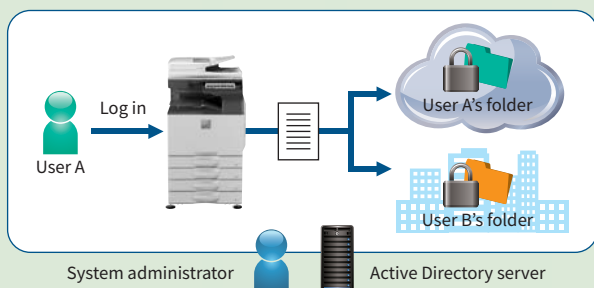 Log in
User A
User A's folder
User B's folder
System administrator
Active Directory server